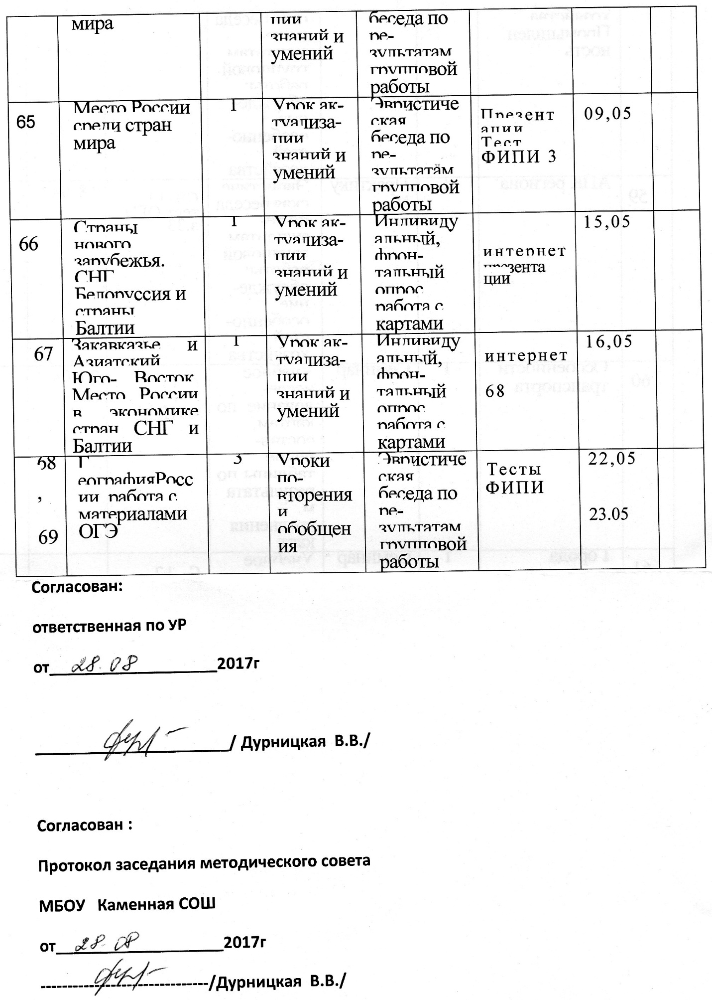 мира
ции
знаний и
умений
беседа по
ре-
зультатам
групповой
работы
65
Место России
среди стран
мира
1
Урок ак-
туализа-
ции
знаний и
умений
Эвристиче
ская
беседа по
ре-
зультатам
групповой
работы
Презент
ации
Тест
ФИПИ 3
09,05
66
Страны
нового
зарубежья.
СНГ
Белоруссия и
страны
Балтии
1
Урок ак-
туализа-
ции
знаний и
умений
Индивиду
альный,
фрон-
тальный
опрос
работа с
картами
интернет
презента
ции
15,05
67
Закавказье и
Азиатский
Юго- Восток
Место России
в экономике
стран СНГ и
Балтии
1
Урок ак-
туализа-
ции
знаний и
умений
Индивиду
альный,
фрон-
тальный
опрос
работа с
картами
интернет
68
16,05
68
,
69
Г
еографияРосс
ии работа с
материалами
ОГЭ
3
Уроки
по-
вторения
и
обобщен
ия
Эвристиче
ская
беседа по
ре-
зультатам
групповой
работы
Тесты
ФИПИ
22,05
23.05
Согласован:
ответственная по УР
от 28.08 2017г
/ Дурницкая В.В./
Согласован :
Протокол заседания методического совета
МБОУ Каменная СОШ
от 28.08 2017г
-------------------------------/Дурницкая В.В./